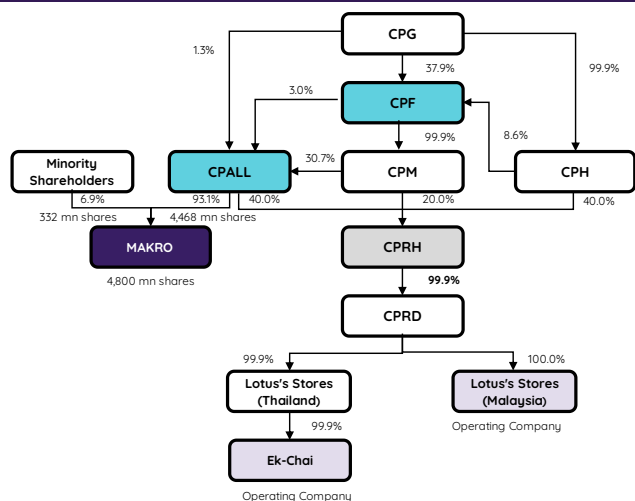 CPG
1.3%
37.9%
99.9%
3.0%
CPF
8.6%
99.9%
Minority
Shareholders
CPALL
30.7%
CPM
CPH
6.9%
93.1%
40.0%
20.0%
40.0%
332 mn shares
4,468 mn shares
MAKRO
CPRH
4,800 mn shares
99.9%
CPRD
99.9%
100.0%
Lotus's Stores
(Thailand)
Lotus's Stores
(Malaysia)
99.9%
Operating Company
Ek-Chai
Operating Company